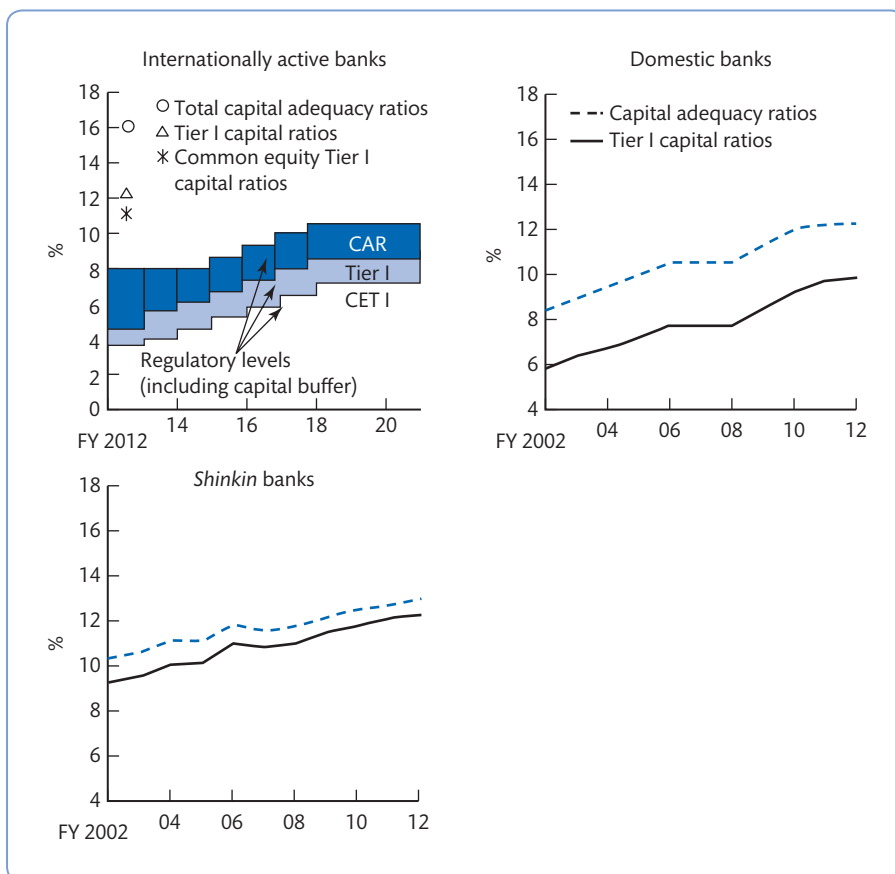 Internationally active banks
18
16
14
12
10
8
6
4
2
0
%
Total capital adequacy ratios
Tier I capital ratios
Common equity Tier I
capital ratios
CAR
Tier I
CET I
Regulatory levels
(including capital buffer)
FY 2012
14
16
18
20
Domestic banks
18
16
14
12
10
8
6
4
%
Capital adequacy ratios
Tier I capital ratios
FY 2002
04
06
08
10
12
Shinkin banks
18
16
14
12
10
8
6
4
%
FY 2002
04
06
08
10
12